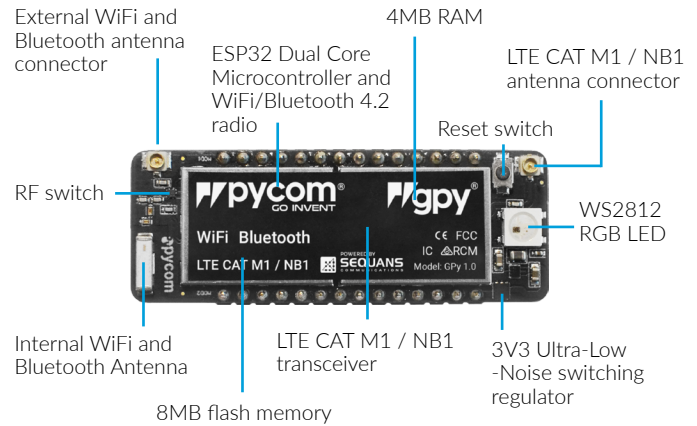 External WiFi and
Bluetooth antenna
connector
ESP32 Dual Core
Microcontroller and
WiFi/Bluetooth 4.2
radio
4MB RAM
LTE CAT M1 / NB1
antenna connector
Reset switch
RF switch
WS2812
RGB LED
pycom®
GO INVENT
gpy®
WiFi Bluetooth
LTE CAT M1 / NB1
POWERED BY
SEQUANS
COMMUNICATIONS
CE FCC
IC RCM
Model: GPy 1.0
pycom
Internal WiFi and
Bluetooth Antenna
LTE CAT M1 / NB1
transceiver
3V3 Ultra-Low
-Noise switching
regulator
8MB flash memory